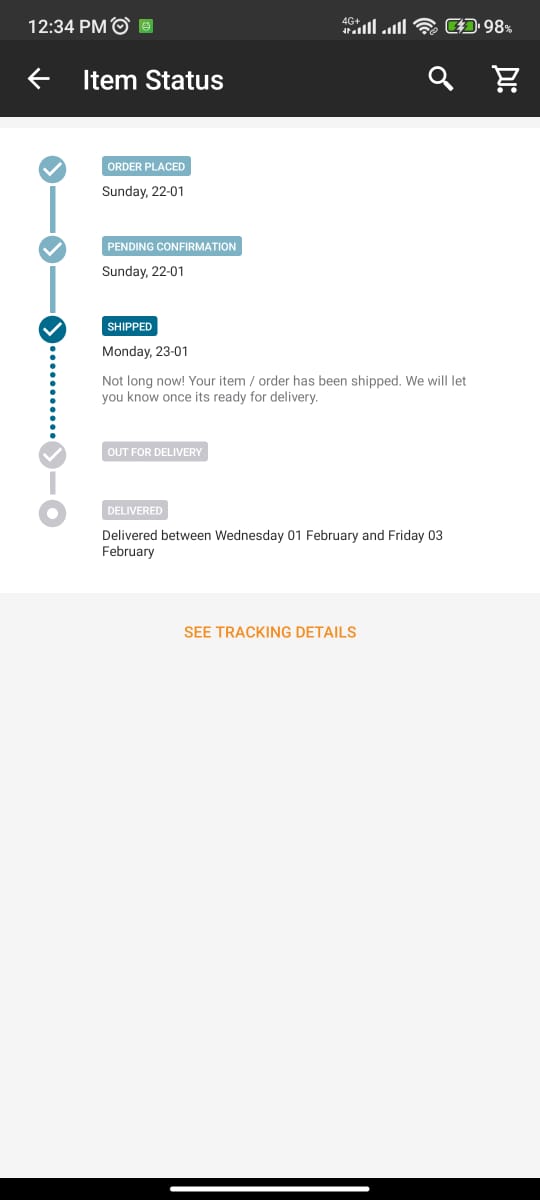 12:34 PM
4G+
98%
Item Status
ORDER PLACED
Sunday, 22-01
PENDING CONFIRMATION
Sunday, 22-01
SHIPPED
Monday, 23-01
Not long now! Your item / order has been shipped. We will let
you know once its ready for delivery.
OUT FOR DELIVERY
DELIVERED
Delivered between Wednesday 01 February and Friday 03
February
SEE TRACKING DETAILS